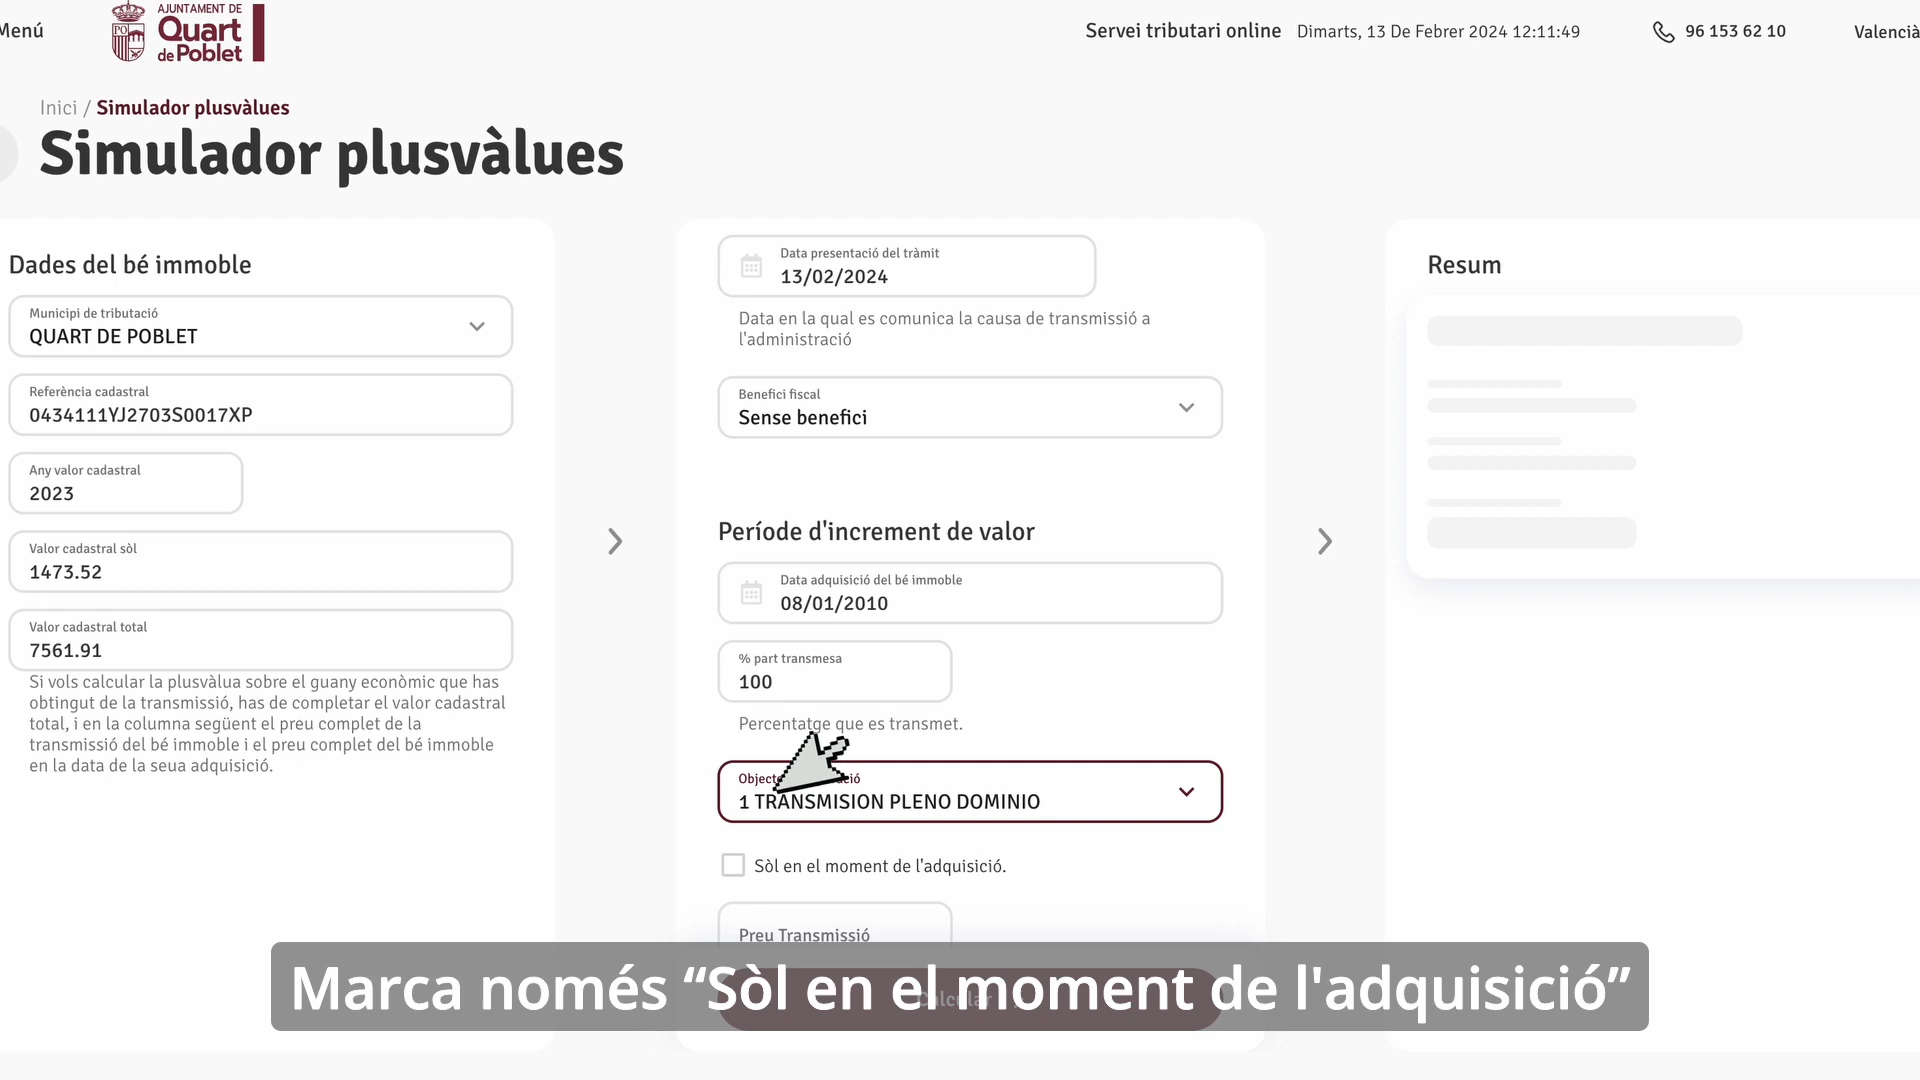 Menú
AJUNTAMENT DE
Quart
de Poblet
Servei tributari online
Dimarts, 13 De Febrer 2024 12:11:49
96 153 62 10
Valencià
Inici / Simulador plusvàlues
Simulador plusvàlues
Dades del bé immoble
Municipi de tributació
QUART DE POBLET
Referència cadastral
0434111YJ2703S0017XP
Any valor cadastral
2023
Valor cadastral sòl
1473.52
Valor cadastral total
7561.91
Si vols calcular la plusvàlua sobre el guany econòmic que has
obtingut de la transmissió, has de completar el valor cadastral
total, i en la columna següent el preu complet de la
transmissió del bé immoble i el preu complet del bé immoble
en la data de la seua adquisició.
Data presentació del tràmit
13/02/2024
Data en la qual es comunica la causa de transmissió a
l'administració
Benefici fiscal
Sense benefici
Període d'increment de valor
Data adquisició del bé immoble
08/01/2010
% part transmesa
100
Percentatge que es transmet.
1 TRANSMISION PLENO DOMINIO
Sòl en el moment de l'adquisició.
Preu Transmissió
Calcular
Marca només “Sòl en el moment de l'adquisició”
Resum